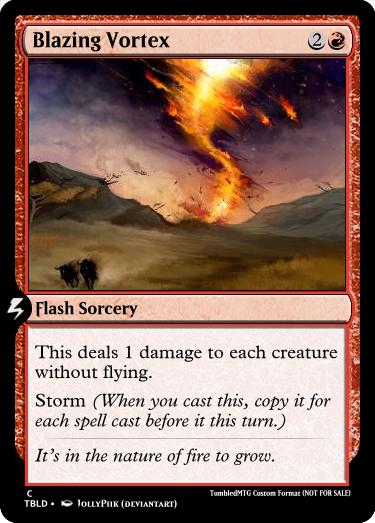 Blazing Vortex 2
Flash Sorcery
This deals 1 damage to each creature
without flying.
Storm (When you cast this, copy it for
each spell cast before it this turn.)
It's in the nature of fire to grow.
C
TBLD • JollyPiik (deviantart)
TumbledMTG Custom Format (NOT FOR SALE)